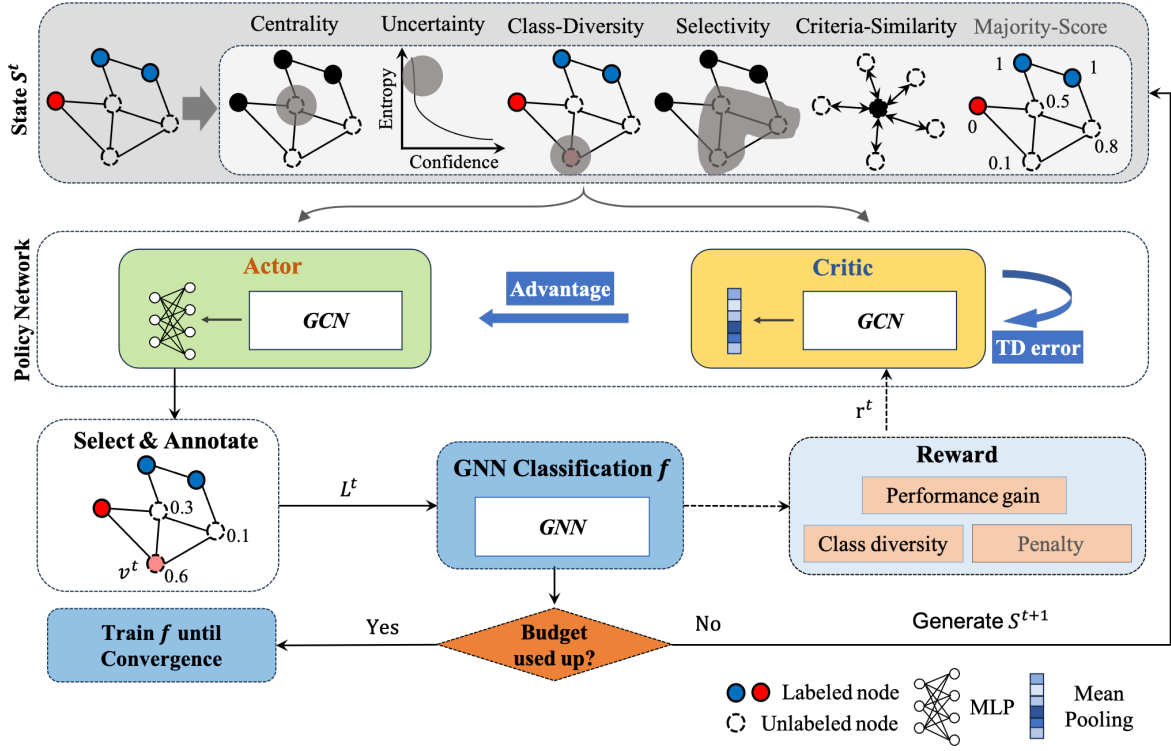 State S^t
Centrality
Uncertainty
Class-Diversity
Selectivity
Criteria-Similarity
Majority-Score
Entropy
Confidence
1
1
0.5
0
0.8
0.1
Policy Network
Actor
GCN
Advantage
Critic
GCN
TD error
r^t
Select & Annotate
0.3
0.1
v^t
0.6
L^t
GNN Classification f
GNN
Reward
Performance gain
Class diversity
Penalty
Train f until
Convergence
Yes
Budget
used up?
No
Generate S^{t+1}
Labeled node
Unlabeled node
MLP
Mean
Pooling